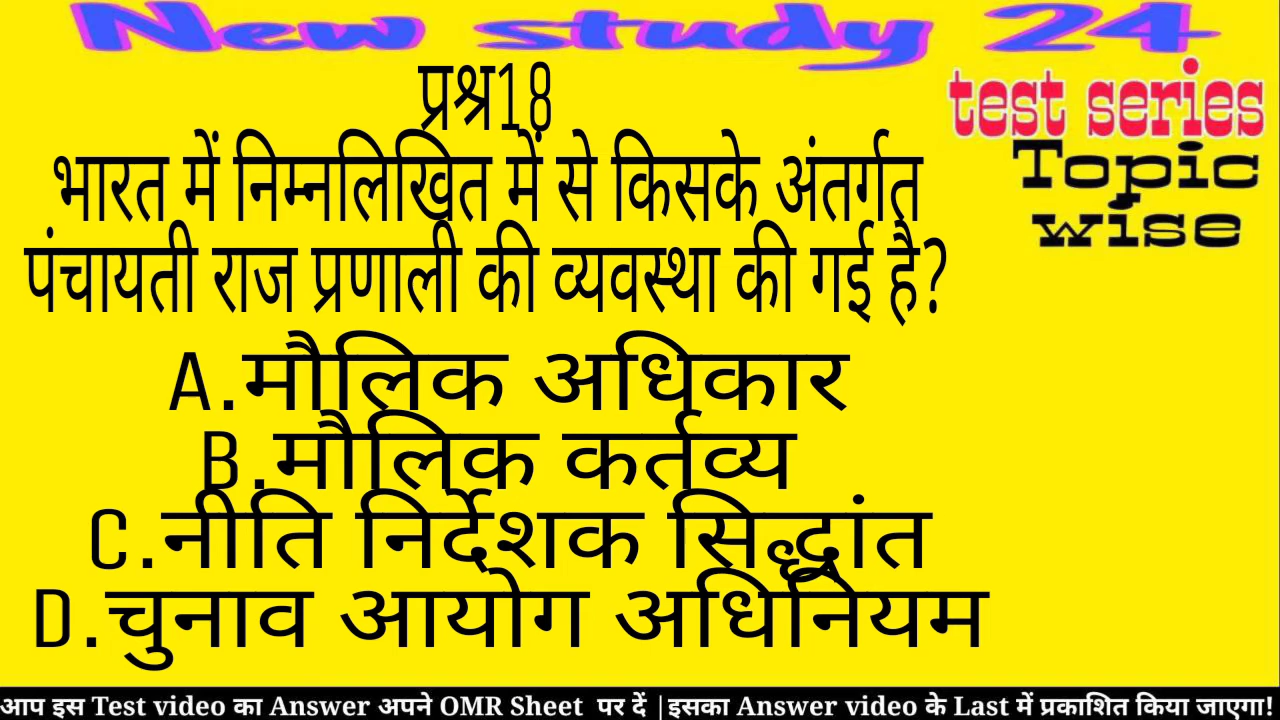 New study 24
test series
Topic
wise
प्रश्न18
भारत में निम्नलिखित में से किसके अंतर्गत
पंचायती राज प्रणाली की व्यवस्था की गई है?
A.मौलिक अधिकार
B.मौलिक कर्तव्य
C.नीति निर्देशक सिद्धांत
D.चुनाव आयोग अधिनियम
आप इस Test video का Answer अपने OMR Sheet पर दें |इसका Answer video के Last में प्रकाशित किया जाएगा!